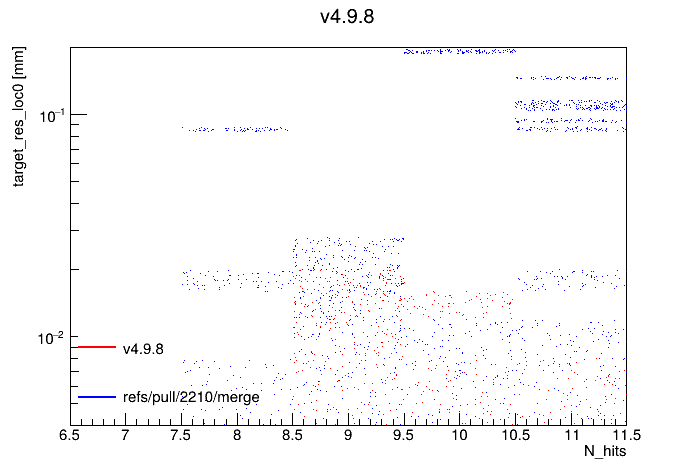 v4.9.8
target_res_loc0 [mm]
10⁻¹
10⁻²
v4.9.8
refs/pull/2210/merge
6.5 7 7.5 8 8.5 9 9.5 10 10.5 11 11.5
N_hits